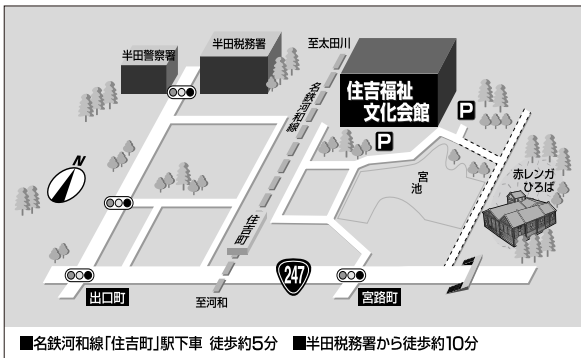 半田警察署
半田税務署
至太田川
名鉄河和線
住吉福祉
文化会館
P
P
N
宮池
赤レンガ
ひろば
住吉町
247
出口町
至河和
宮路町
■名鉄河和線「住吉町」駅下車 徒歩約5分 ■半田税務署から徒歩約10分